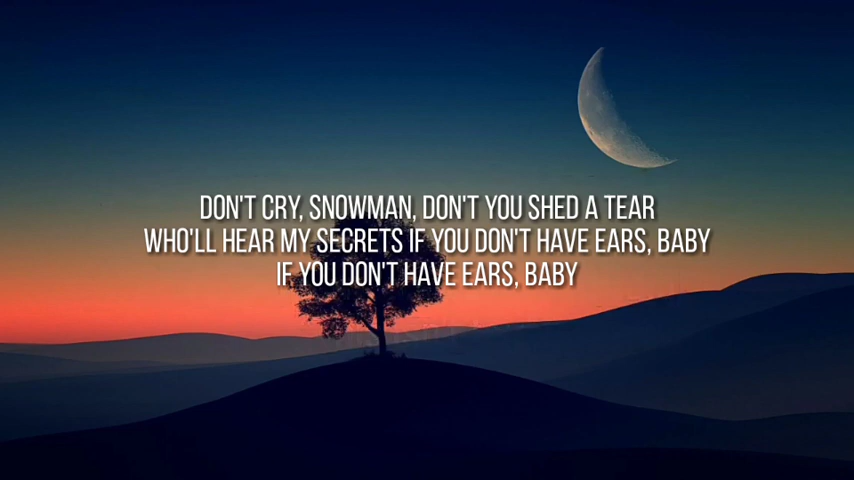 DON'T CRY, SNOWMAN, DON'T YOU SHED A TEAR
WHO'LL HEAR MY SECRETS IF YOU DON'T HAVE EARS, BABY
IF YOU DON'T HAVE EARS, BABY